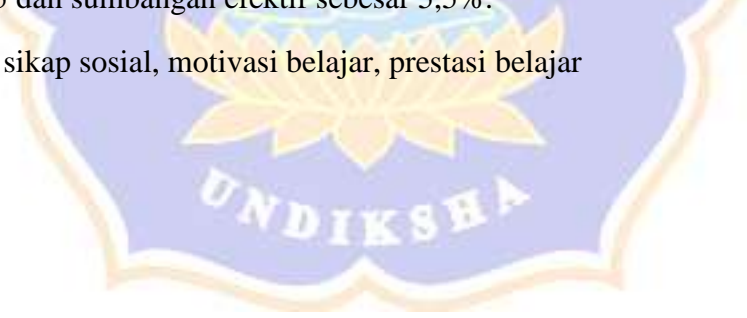 dan sumbangan efektif sebesar 5,5%.
sikap sosial, motivasi belajar, prestasi belajar
UNDIKSHA